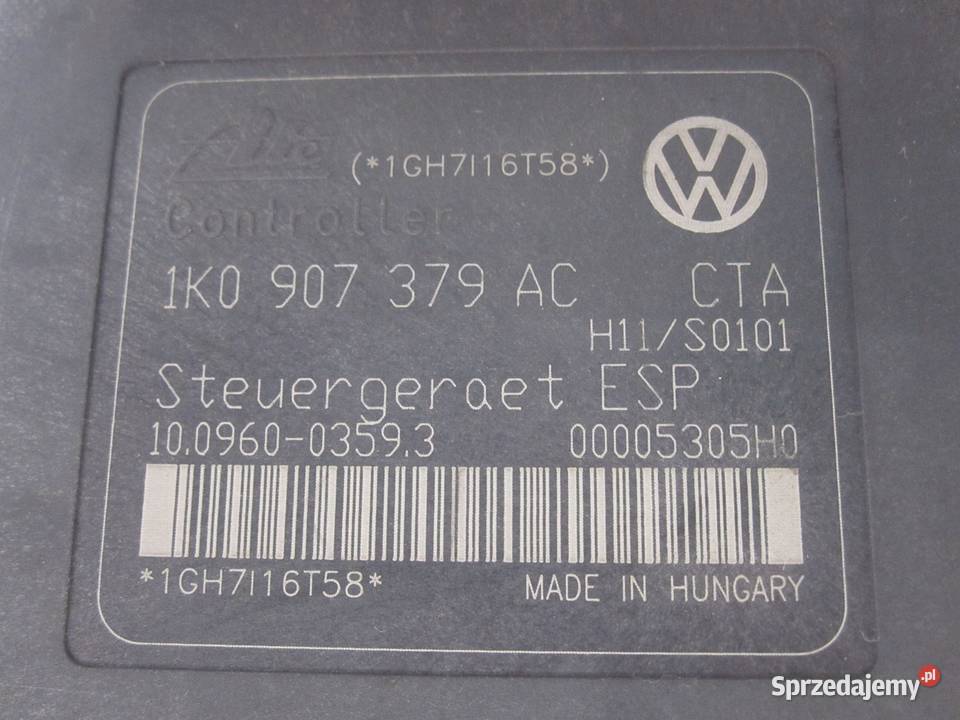 Ate
(*1GH7I16T58*)
Controller
1K0 907 379 AC CTA
H11/S0101
Steuergeraet ESP
10.0960-0359.3 00005305H0
*1GH7I16T58* MADE IN HUNGARY
Sprzedajemy.pl